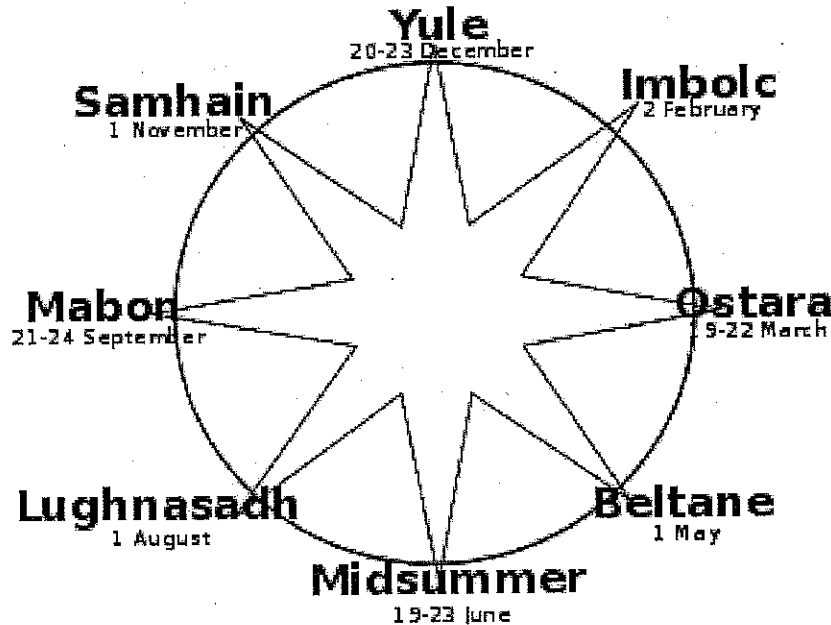 Yule
20-23 December
Imbolc
2 February
Samhain
1 November
Mabon
21-24 September
Ostara
9-22 March
Lughnasadh
1 August
Beltane
1 May
Midsummer
19-23 June